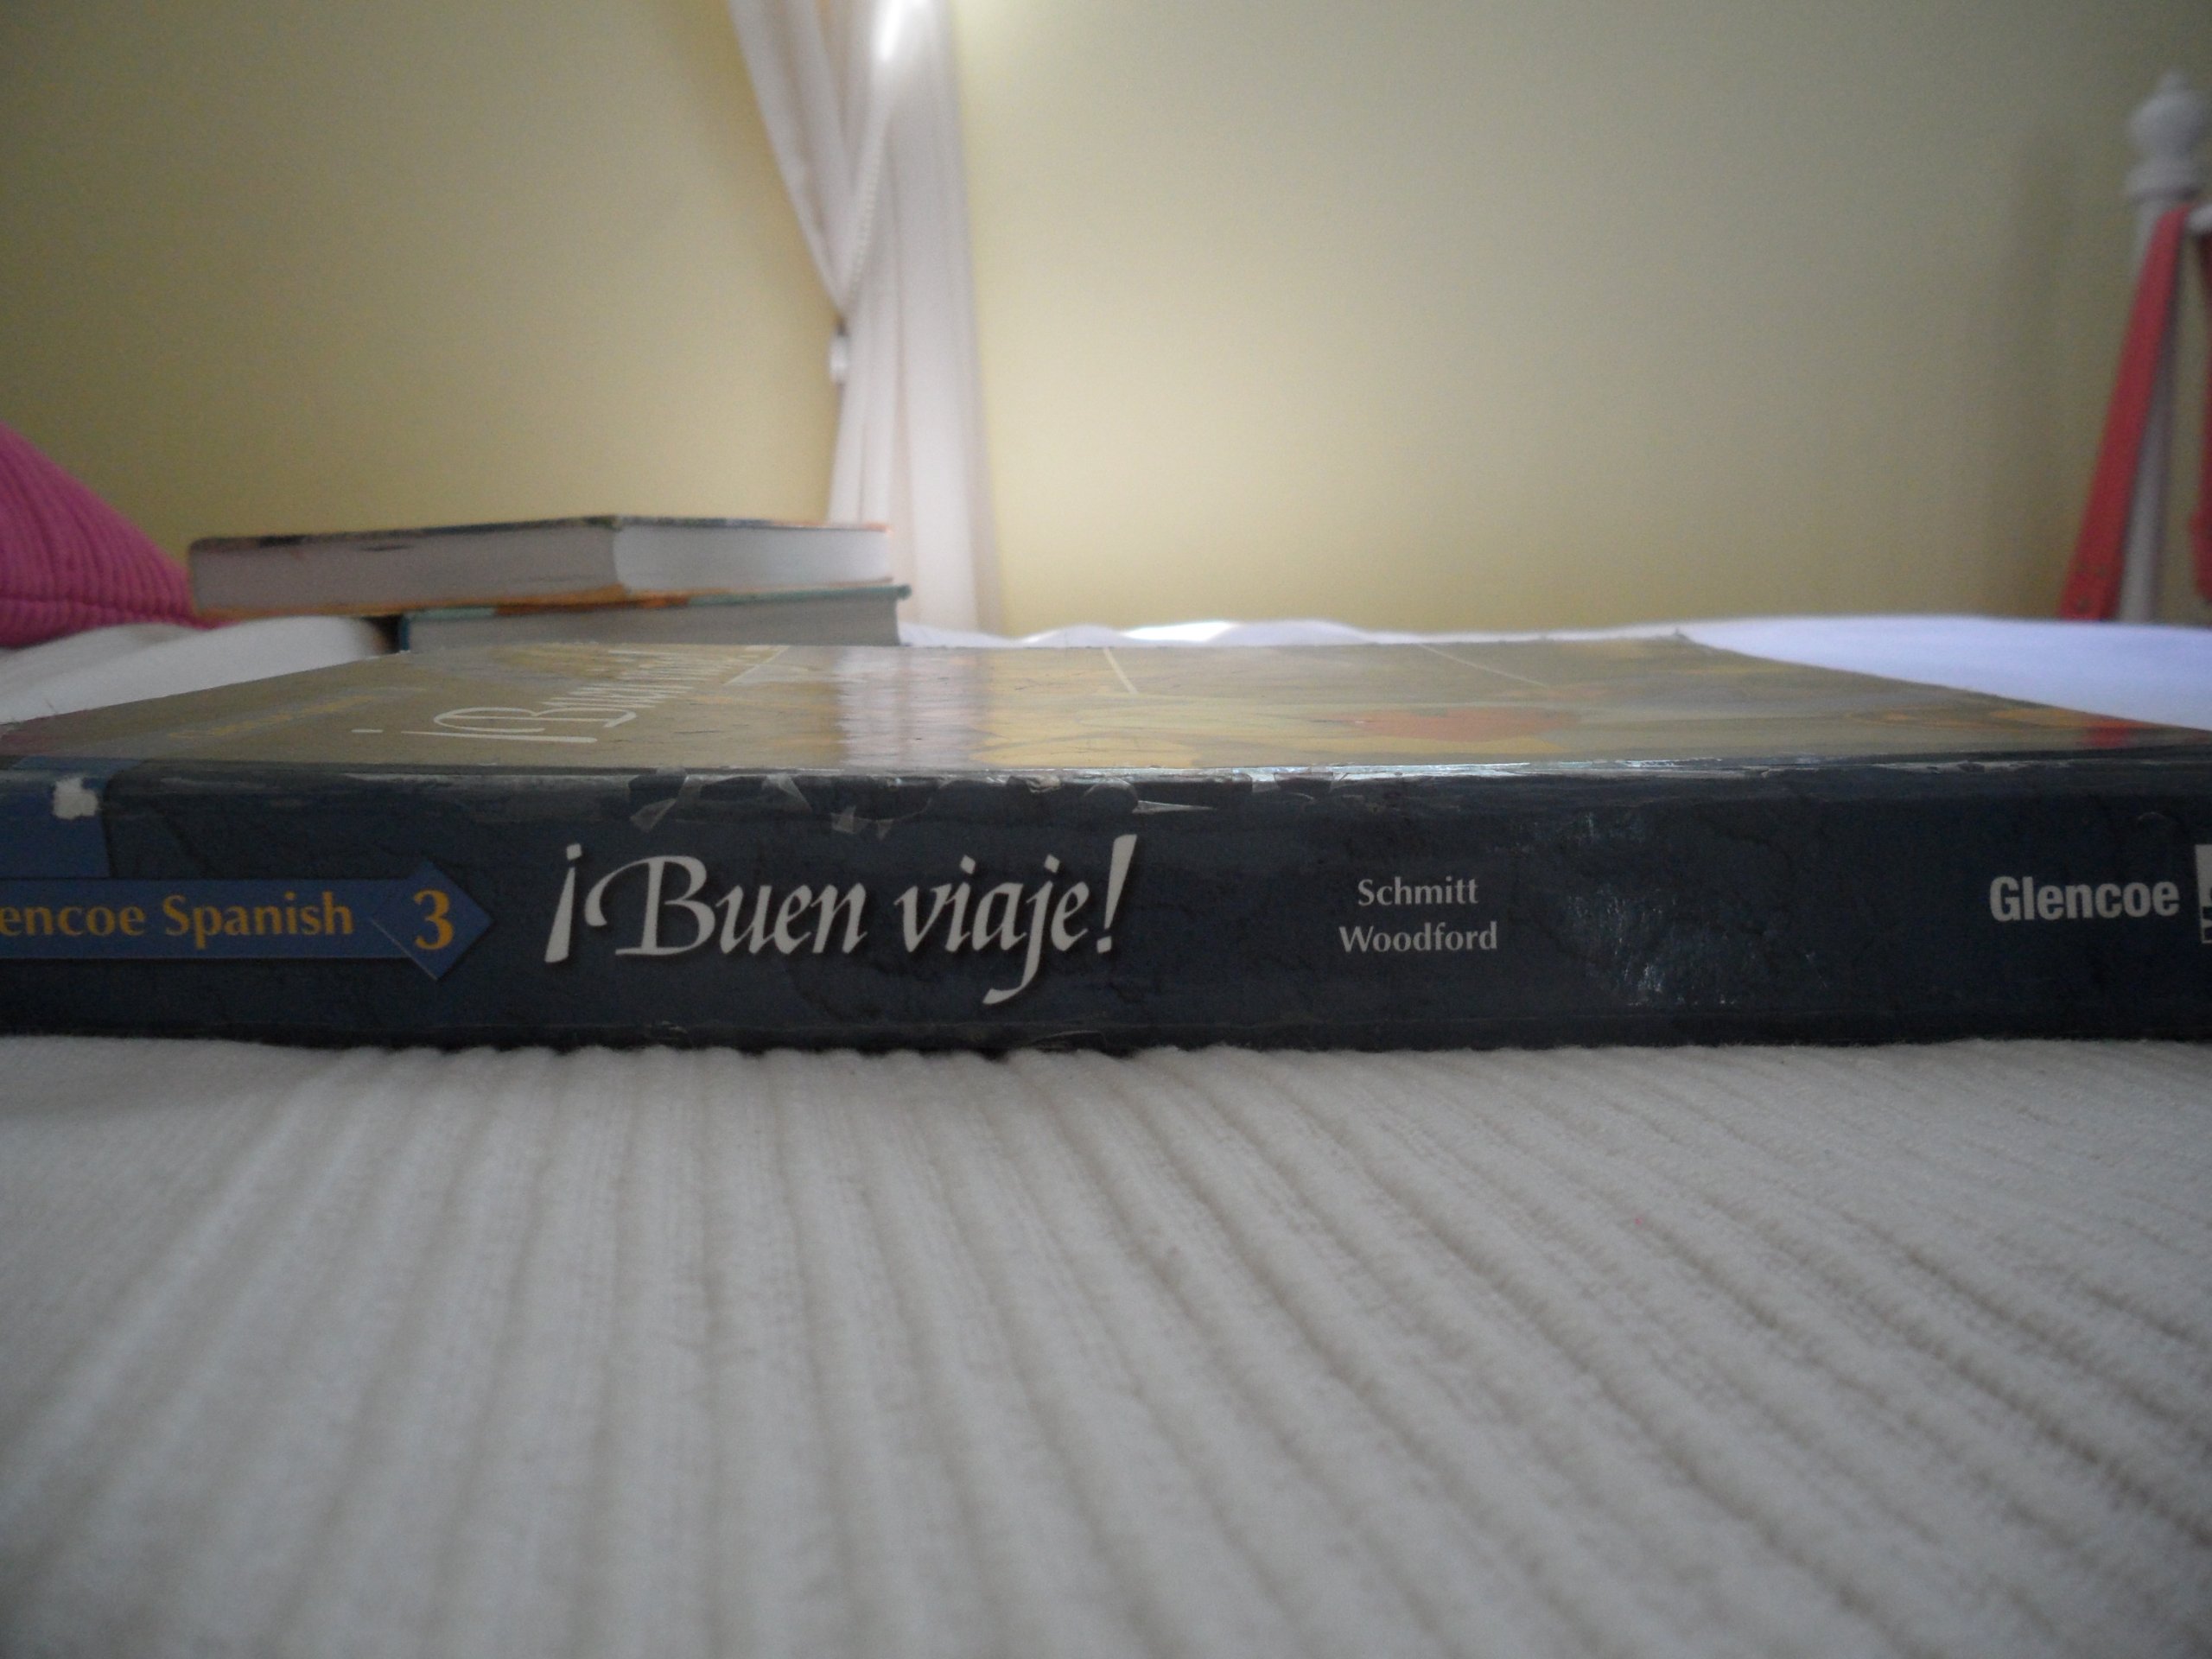 encoe Spanish 3
¡Buen viaje!
Schmitt
Woodford
Glencoe